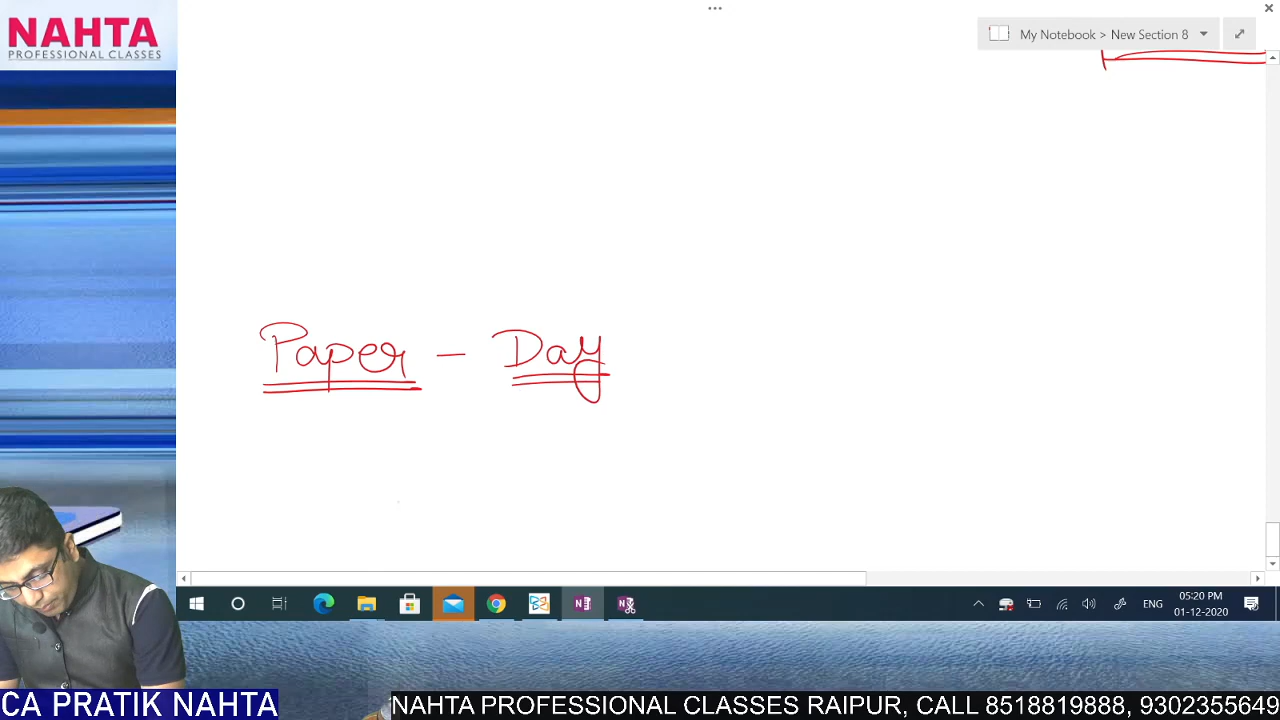 NAHTA
PROFESSIONAL CLASSES
My Notebook > New Section 8
Paper - Day
ENG
05:20 PM
01-12-2020
CA PRATIK NAHTA
NAHTA PROFESSIONAL CLASSES RAIPUR, CALL 8518819888, 9302355649